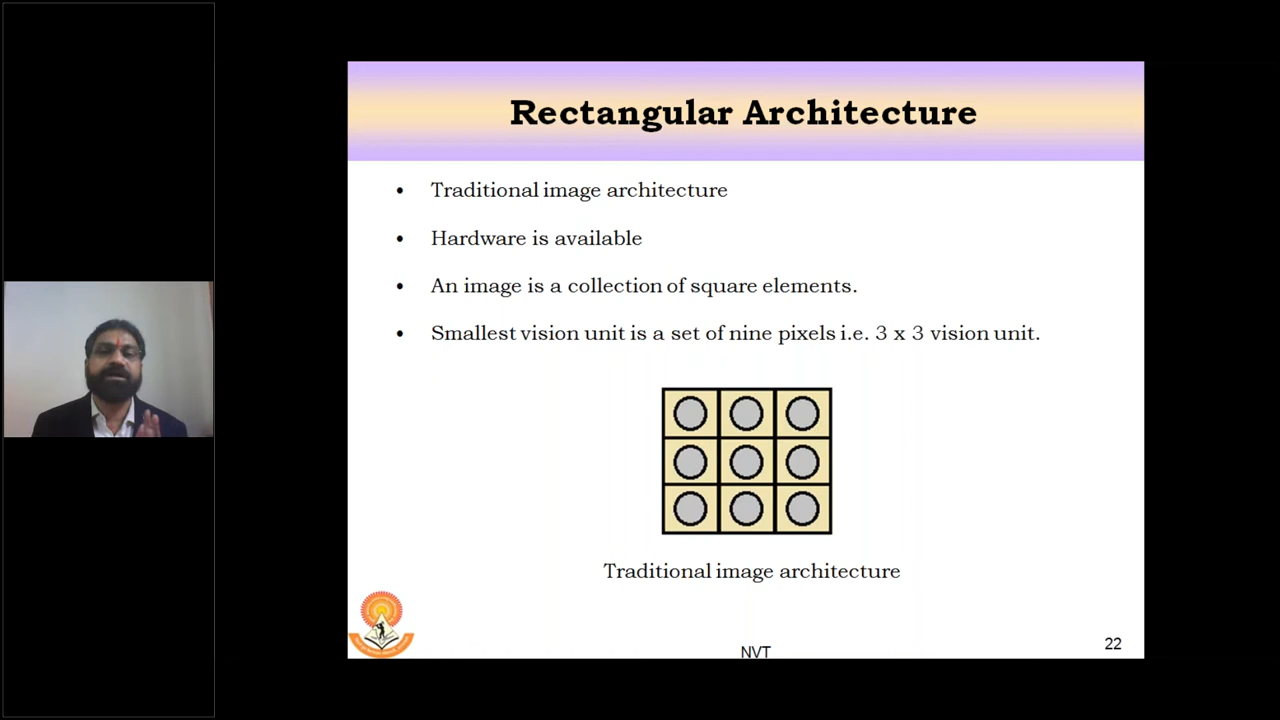 Rectangular Architecture
• Traditional image architecture
• Hardware is available
• An image is a collection of square elements.
• Smallest vision unit is a set of nine pixels i.e. 3 x 3 vision unit.
Traditional image architecture
NVT
22